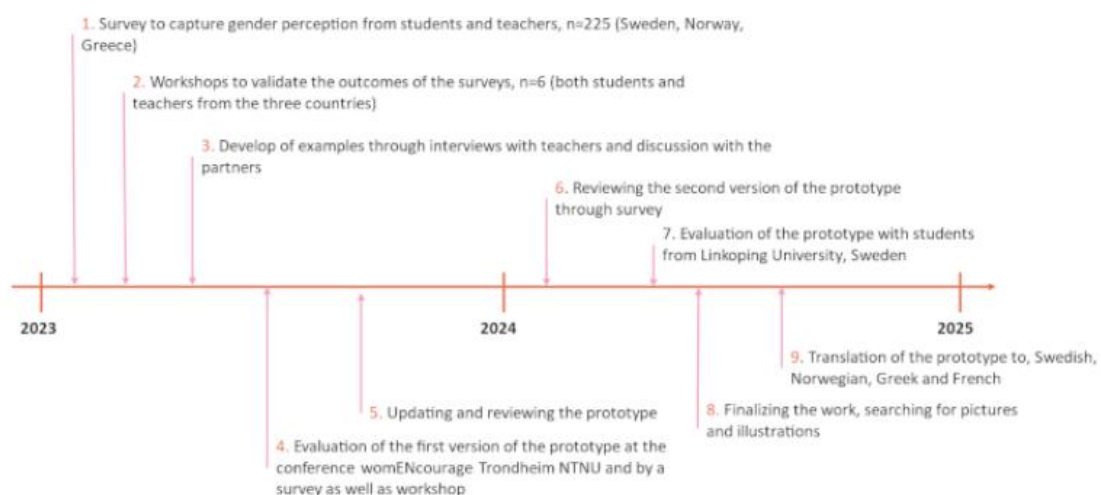 1. Survey to capture gender perception from students and teachers, n=225 (Sweden, Norway,
Greece)
2. Workshops to validate the outcomes of the surveys, n=6 (both students and
teachers from the three countries)
3. Develop of examples through interviews with teachers and discussion with the
partners
6. Reviewing the second version of the prototype
through survey
7. Evaluation of the prototype with students
from Linkoping University, Sweden
2023
2024
2025
9. Translation of the prototype to, Swedish,
Norwegian, Greek and French
5. Updating and reviewing the prototype
8. Finalizing the work, searching for pictures
and illustrations
4. Evaluation of the first version of the prototype at the
conference womENcourage Trondheim NTNU and by a
survey as well as workshop